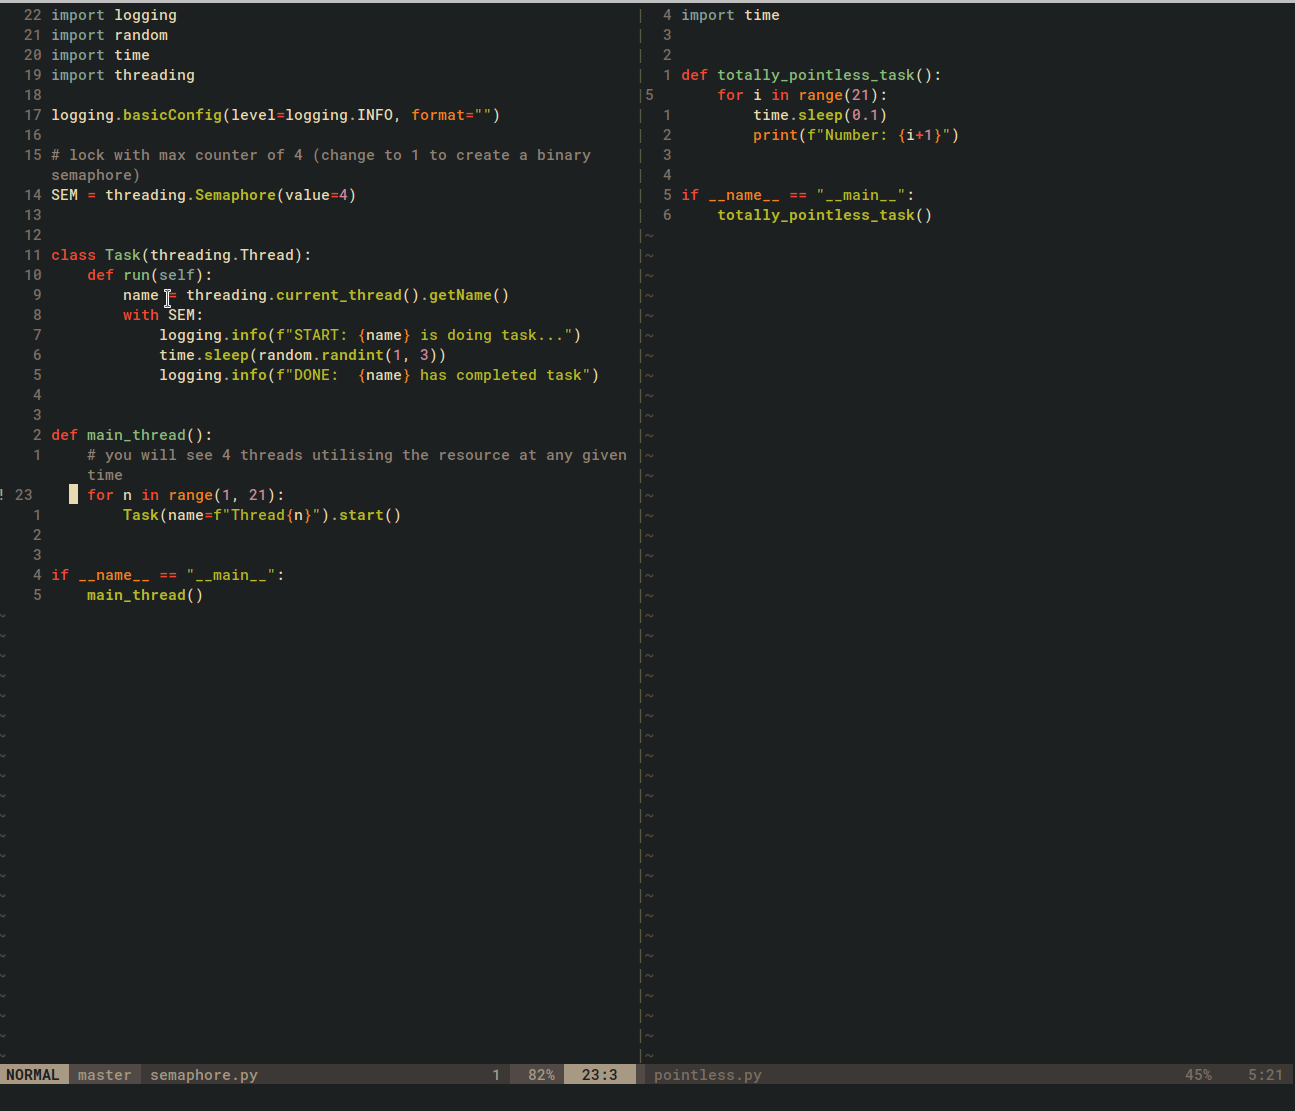 22 import logging
21 import random
20 import time
19 import threading
18
17 logging.basicConfig(level=logging.INFO, format="")
16
15 # lock with max counter of 4 (change to 1 to create a binary
semaphore)
14 SEM = threading.Semaphore(value=4)
13
12
11 class Task(threading.Thread):
10     def run(self):
9         name = threading.current_thread().getName()
8         with SEM:
7             logging.info(f"START: {name} is doing task...")
6             time.sleep(random.randint(1, 3))
5             logging.info(f"DONE:  {name} has completed task")
4
3
2 def main_thread():
1     # you will see 4 threads utilising the resource at any given
time
! 23     for n in range(1, 21):
1         Task(name=f"Thread{n}").start()
2
3
4 if __name__ == "__main__":
5     main_thread()
NORMAL master semaphore.py 1 82% 23:3
4 import time
3
2
1 def totally_pointless_task():
5     for i in range(21):
1         time.sleep(0.1)
2         print(f"Number: {i+1}")
3
4
5 if __name__ == "__main__":
6     totally_pointless_task()
pointless.py 45% 5:21